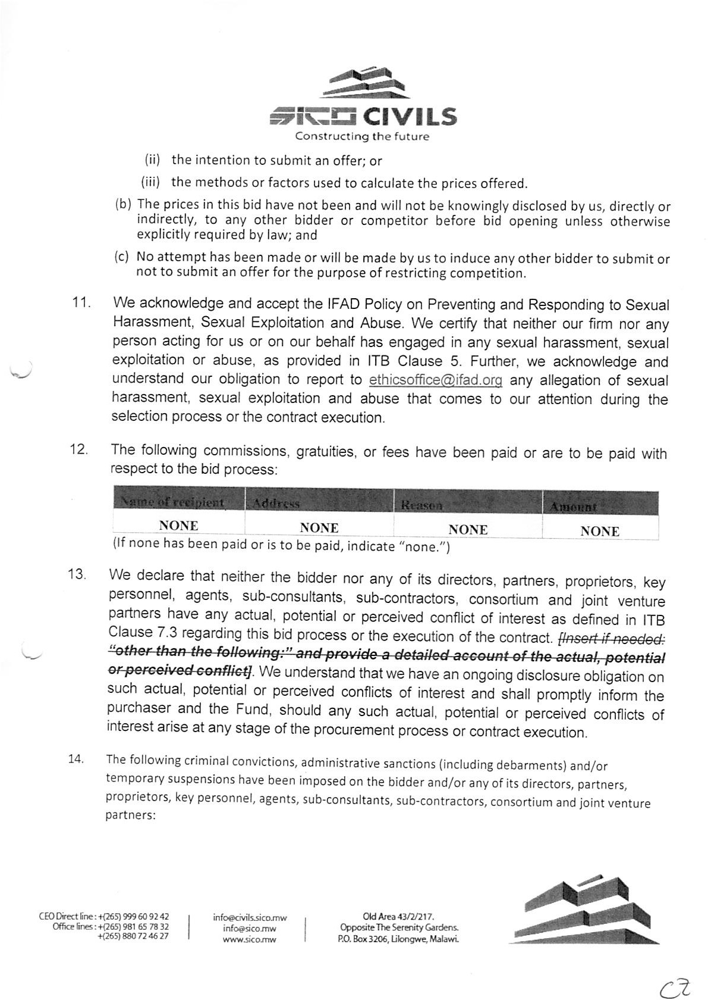 SICO CIVILS
Constructing the future
(ii) the intention to submit an offer; or
(iii) the methods or factors used to calculate the prices offered.
(b) The prices in this bid have not been and will not be knowingly disclosed by us, directly or
indirectly, to any other bidder or competitor before bid opening unless otherwise
explicitly required by law; and
(c) No attempt has been made or will be made by us to induce any other bidder to submit or
not to submit an offer for the purpose of restricting competition.
11. We acknowledge and accept the IFAD Policy on Preventing and Responding to Sexual
Harassment, Sexual Exploitation and Abuse. We certify that neither our firm nor any
person acting for us or on our behalf has engaged in any sexual harassment, sexual
exploitation or abuse, as provided in ITB Clause 5. Further, we acknowledge and
understand our obligation to report to ethicsoffice@ifad.org any allegation of sexual
harassment, sexual exploitation and abuse that comes to our attention during the
selection process or the contract execution.
12. The following commissions, gratuities, or fees have been paid or are to be paid with
respect to the bid process:
Name of recipient Address Reason Amount
NONE NONE NONE NONE
(If none has been paid or is to be paid, indicate “none.”)
13. We declare that neither the bidder nor any of its directors, partners, proprietors, key
personnel, agents, sub-consultants, sub-contractors, consortium and joint venture
partners have any actual, potential or perceived conflict of interest as defined in ITB
Clause 7.3 regarding this bid process or the execution of the contract. [Insert if needed:
“other than the following:” and provide a detailed account of the actual, potential
or perceived conflict]. We understand that we have an ongoing disclosure obligation on
such actual, potential or perceived conflicts of interest and shall promptly inform the
purchaser and the Fund, should any such actual, potential or perceived conflicts of
interest arise at any stage of the procurement process or contract execution.
14. The following criminal convictions, administrative sanctions (including debarments) and/or
temporary suspensions have been imposed on the bidder and/or any of its directors, partners,
proprietors, key personnel, agents, sub-consultants, sub-contractors, consortium and joint venture
partners:
CEO Direct line : +(265) 999 60 92 42
Office lines : +(265) 981 65 78 32
+(265) 880 72 46 27
info@civils.sico.mw
info@sico.mw
www.sico.mw
Old Area 43/2/217.
Opposite The Serenity Gardens.
P.O. Box 3206, Lilongwe, Malawi.